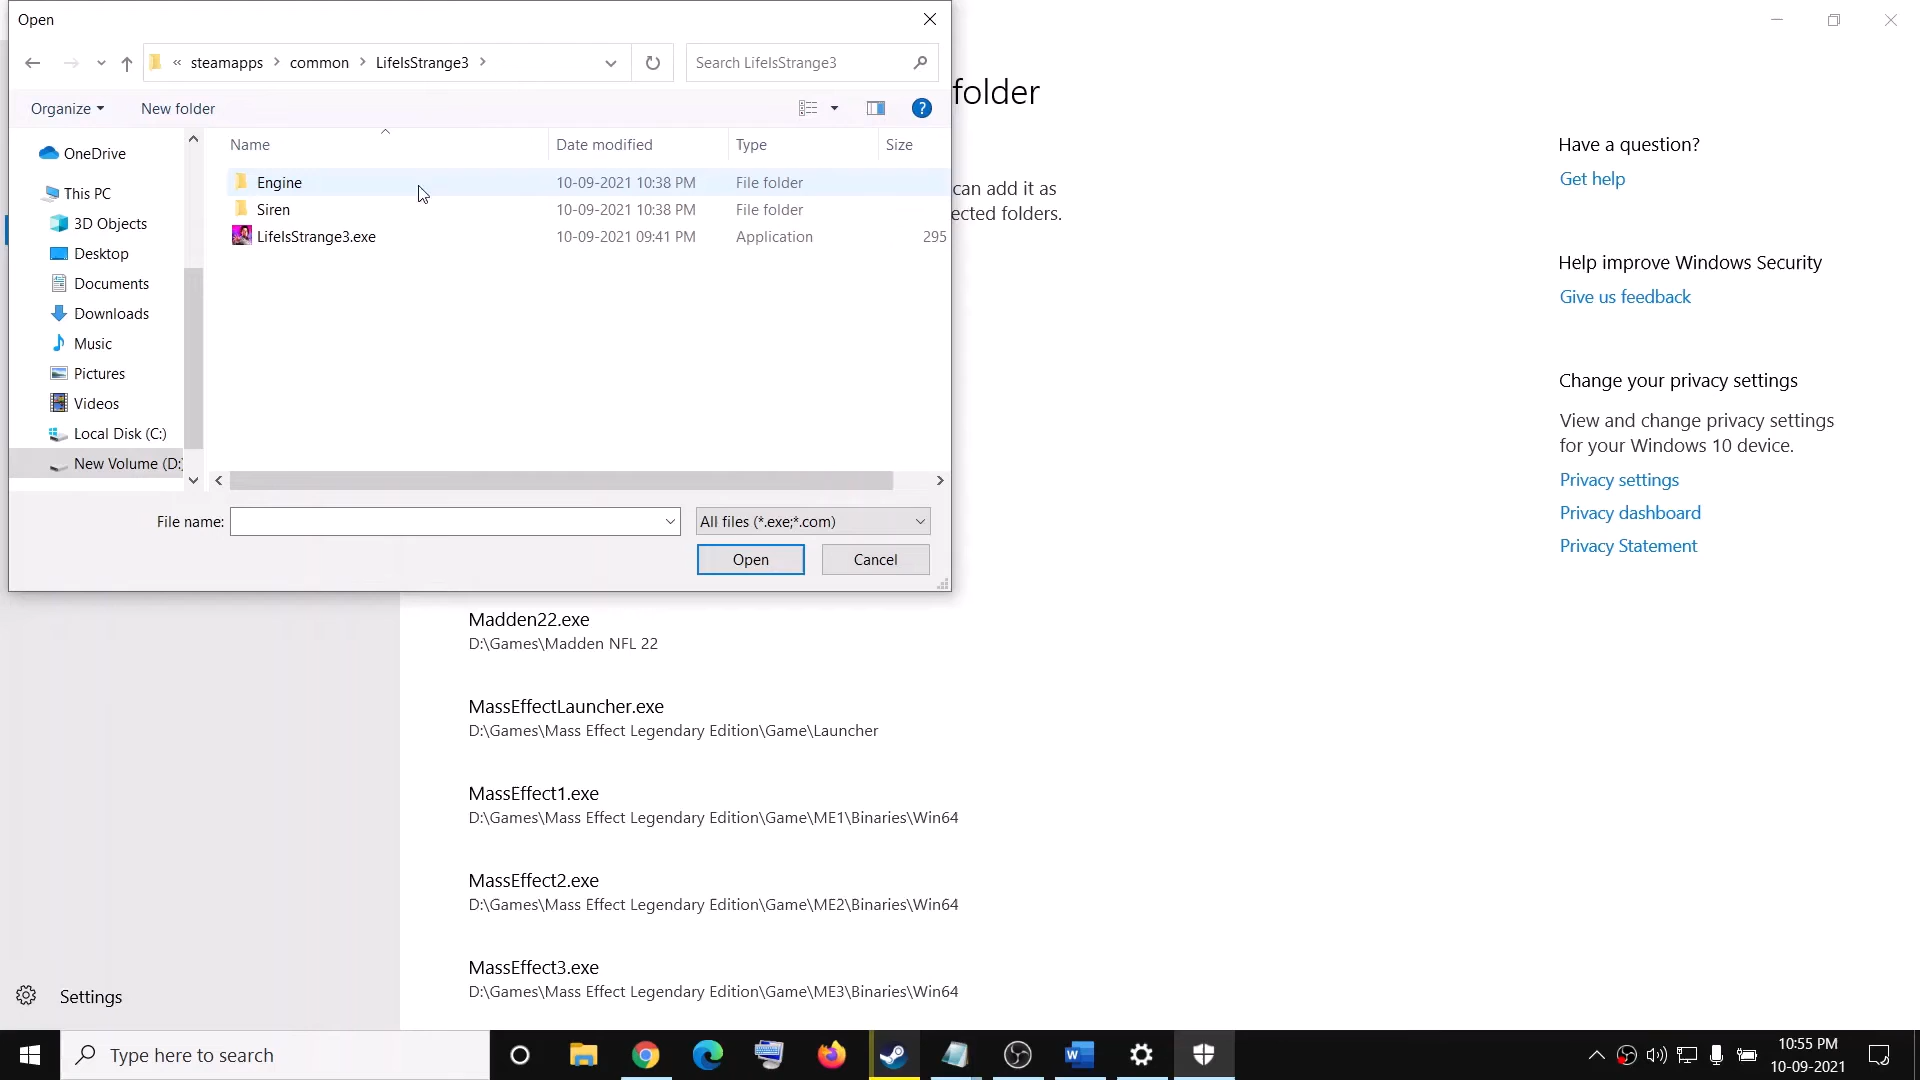 Open
« steamapps > common > LifeIsStrange3 >
Search LifeIsStrange3
Organize
New folder
Name
Date modified
Type
Size
OneDrive
This PC
3D Objects
Desktop
Documents
Downloads
Music
Pictures
Videos
Local Disk (C:)
New Volume (D:)
Engine 10-09-2021 10:38 PM File folder
Siren 10-09-2021 10:38 PM File folder
LifeIsStrange3.exe 10-09-2021 09:41 PM Application 295
File name:
All files (*.exe;*.com)
Open
Cancel
folder
can add it as
ected folders.
Madden22.exe
D:\Games\Madden NFL 22
MassEffectLauncher.exe
D:\Games\Mass Effect Legendary Edition\Game\Launcher
MassEffect1.exe
D:\Games\Mass Effect Legendary Edition\Game\ME1\Binaries\Win64
MassEffect2.exe
D:\Games\Mass Effect Legendary Edition\Game\ME2\Binaries\Win64
MassEffect3.exe
D:\Games\Mass Effect Legendary Edition\Game\ME3\Binaries\Win64
Have a question?
Get help
Help improve Windows Security
Give us feedback
Change your privacy settings
View and change privacy settings
for your Windows 10 device.
Privacy settings
Privacy dashboard
Privacy Statement
Settings
Type here to search
10:55 PM
10-09-2021